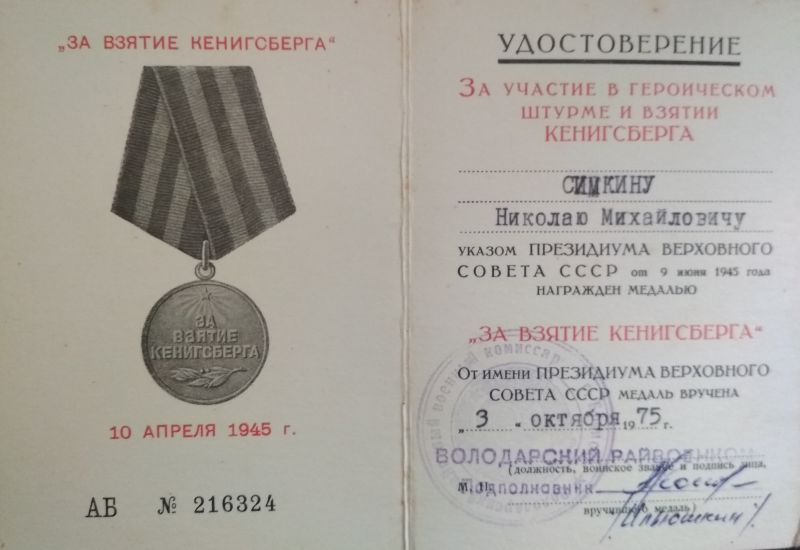 „ЗА ВЗЯТИЕ КЕНИГСБЕРГА“
ЗА
ВЗЯТИЕ
КЕНИГСБЕРГА
10 АПРЕЛЯ 1945 г.
АБ № 216324
УДОСТОВЕРЕНИЕ
ЗА УЧАСТИЕ В ГЕРОИЧЕСКОМ
ШТУРМЕ И ВЗЯТИИ
КЕНИГСБЕРГА
СИМКИНУ
Николаю Михайловичу
УКАЗОМ ПРЕЗИДИУМА ВЕРХОВНОГО
СОВЕТА СССР от 9 июня 1945 года
НАГРАЖДЕН МЕДАЛЬЮ
„ЗА ВЗЯТИЕ КЕНИГСБЕРГА“
ОТ ИМЕНИ ПРЕЗИДИУМА ВЕРХОВНОГО
СОВЕТА СССР МЕДАЛЬ ВРУЧЕНА
„3“ октября 1975 г.
ВОЛОДАРСКИЙ РАЙВОЕНКОМ
(должность, воинское звание и подпись лица,
М. П. Подполковник
вручившего медаль)
/Илюшкин/
военный комиссар